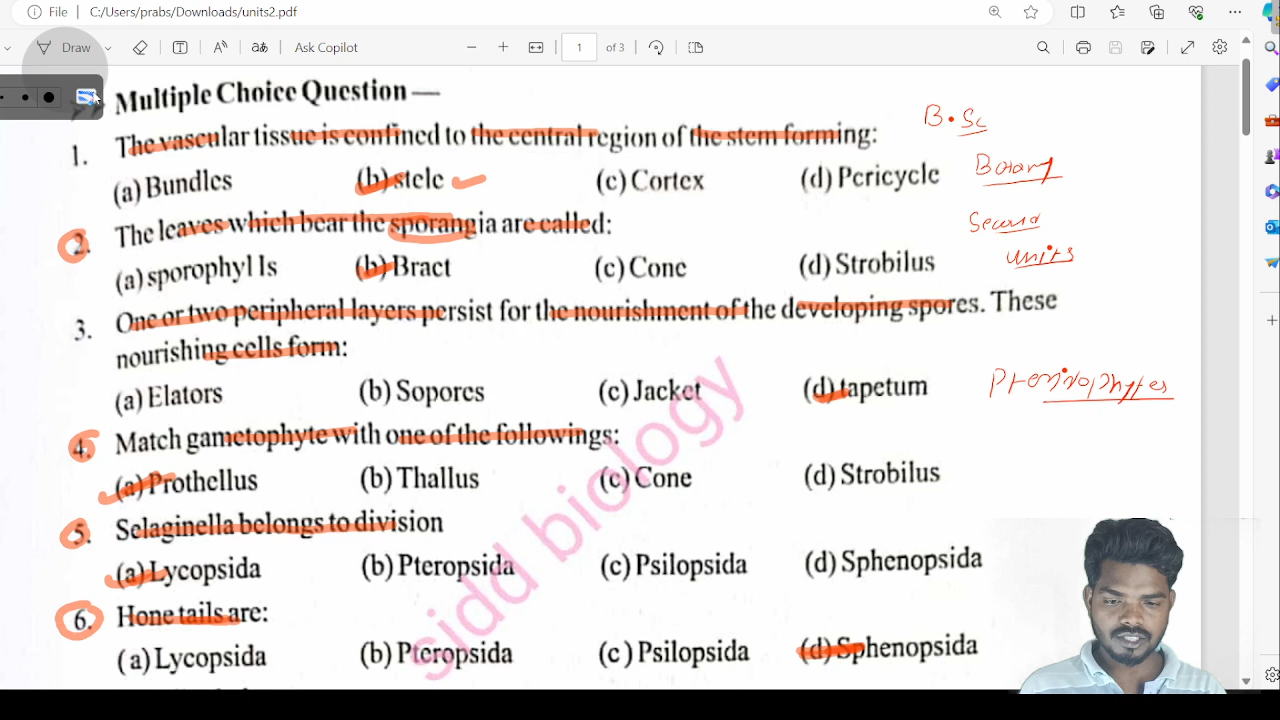 File C:/Users/prabs/Downloads/units2.pdf
Draw Ask Copilot 1 of 3
Multiple Choice Question —
1. The vascular tissue is confined to the central region of the stem forming:
(a) Bundles (b) stele (c) Cortex (d) Pericycle
2. The leaves which bear the sporangia are called:
(a) sporophyl ls (b) Bract (c) Cone (d) Strobilus
3. One or two peripheral layers persist for the nourishment of the developing spores. These
nourishing cells form:
(a) Elators (b) Sopores (c) Jacket (d) tapetum
4. Match gametophyte with one of the followings:
(a) Prothellus (b) Thallus (c) Cone (d) Strobilus
5. Selaginella belongs to division
(a) Lycopsida (b) Pteropsida (c) Psilopsida (d) Sphenopsida
6. Hone tails are:
(a) Lycopsida (b) Pteropsida (c) Psilopsida (d) Sphenopsida
B.Sc
Botany
Second
units
sidd biology